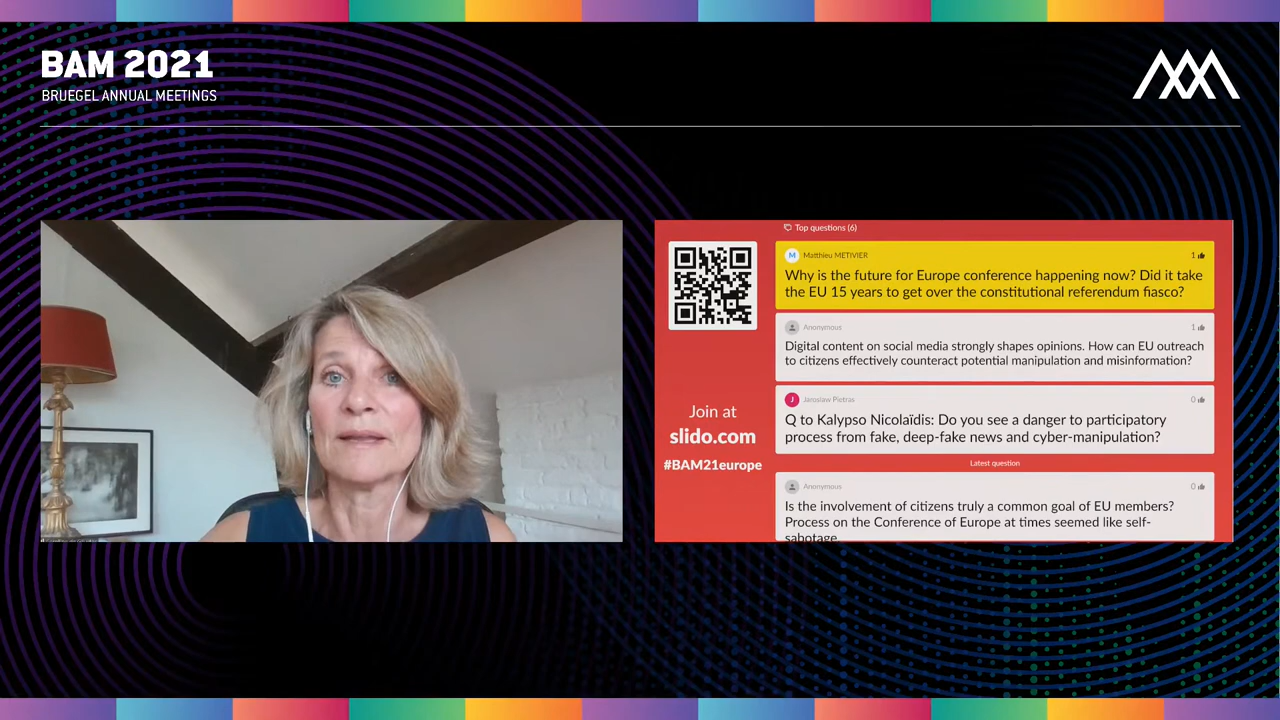 BAM 2021
BRUEGEL ANNUAL MEETINGS
Top questions (6)
M Matthieu METIVIER 1
Why is the future for Europe conference happening now? Did it take
the EU 15 years to get over the constitutional referendum fiasco?
Anonymous 1
Digital content on social media strongly shapes opinions. How can EU outreach
to citizens effectively counteract potential manipulation and misinformation?
J Jaroslaw Pietras 0
Q to Kalypso Nicolaïdis: Do you see a danger to participatory
process from fake, deep-fake news and cyber-manipulation?
Latest question
Anonymous 0
Is the involvement of citizens truly a common goal of EU members?
Process on the Conference of Europe at times seemed like self-
sabotage
Join at
slido.com
#BAM21europe